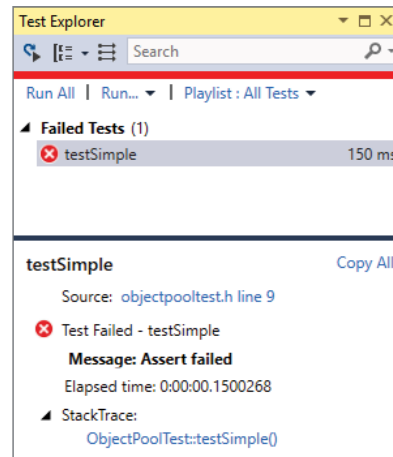 Test Explorer
Search
Run All | Run... | Playlist : All Tests
Failed Tests (1)
testSimple 150 ms
testSimple Copy All
Source: objectpooltest.h line 9
Test Failed - testSimple
Message: Assert failed
Elapsed time: 0:00:00.1500268
StackTrace:
ObjectPoolTest::testSimple()